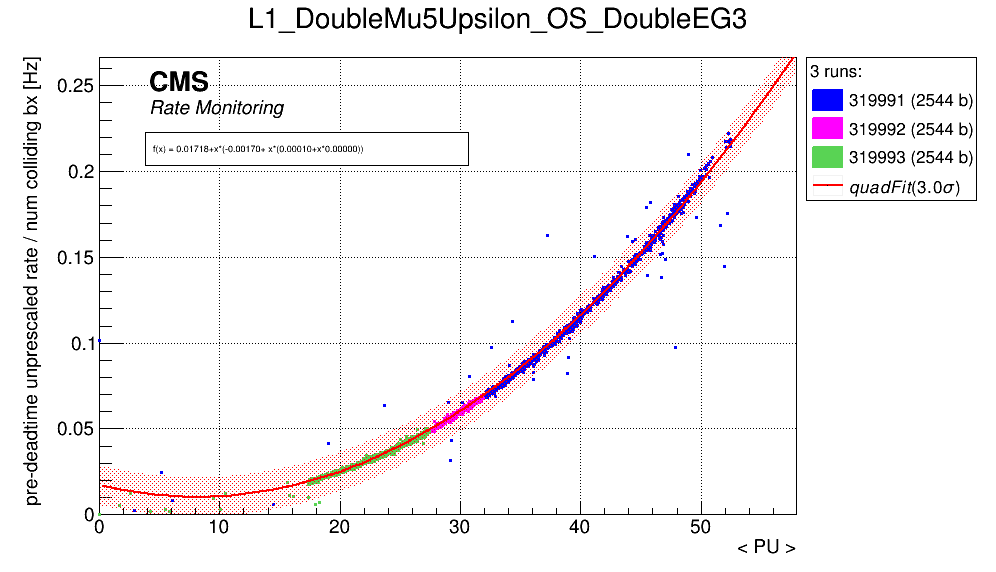 L1_DoubleMu5Upsilon_OS_DoubleEG3
pre-deadtime unprescaled rate / num colliding bx [Hz]
0.25
0.2
0.15
0.1
0.05
0
CMS
Rate Monitoring
f(x) = 0.01718+x*(-0.00170+ x*(0.00010+x*0.00000))
3 runs:
319991 (2544 b)
319992 (2544 b)
319993 (2544 b)
quadFit(3.0σ)
0 10 20 30 40 50
< PU >